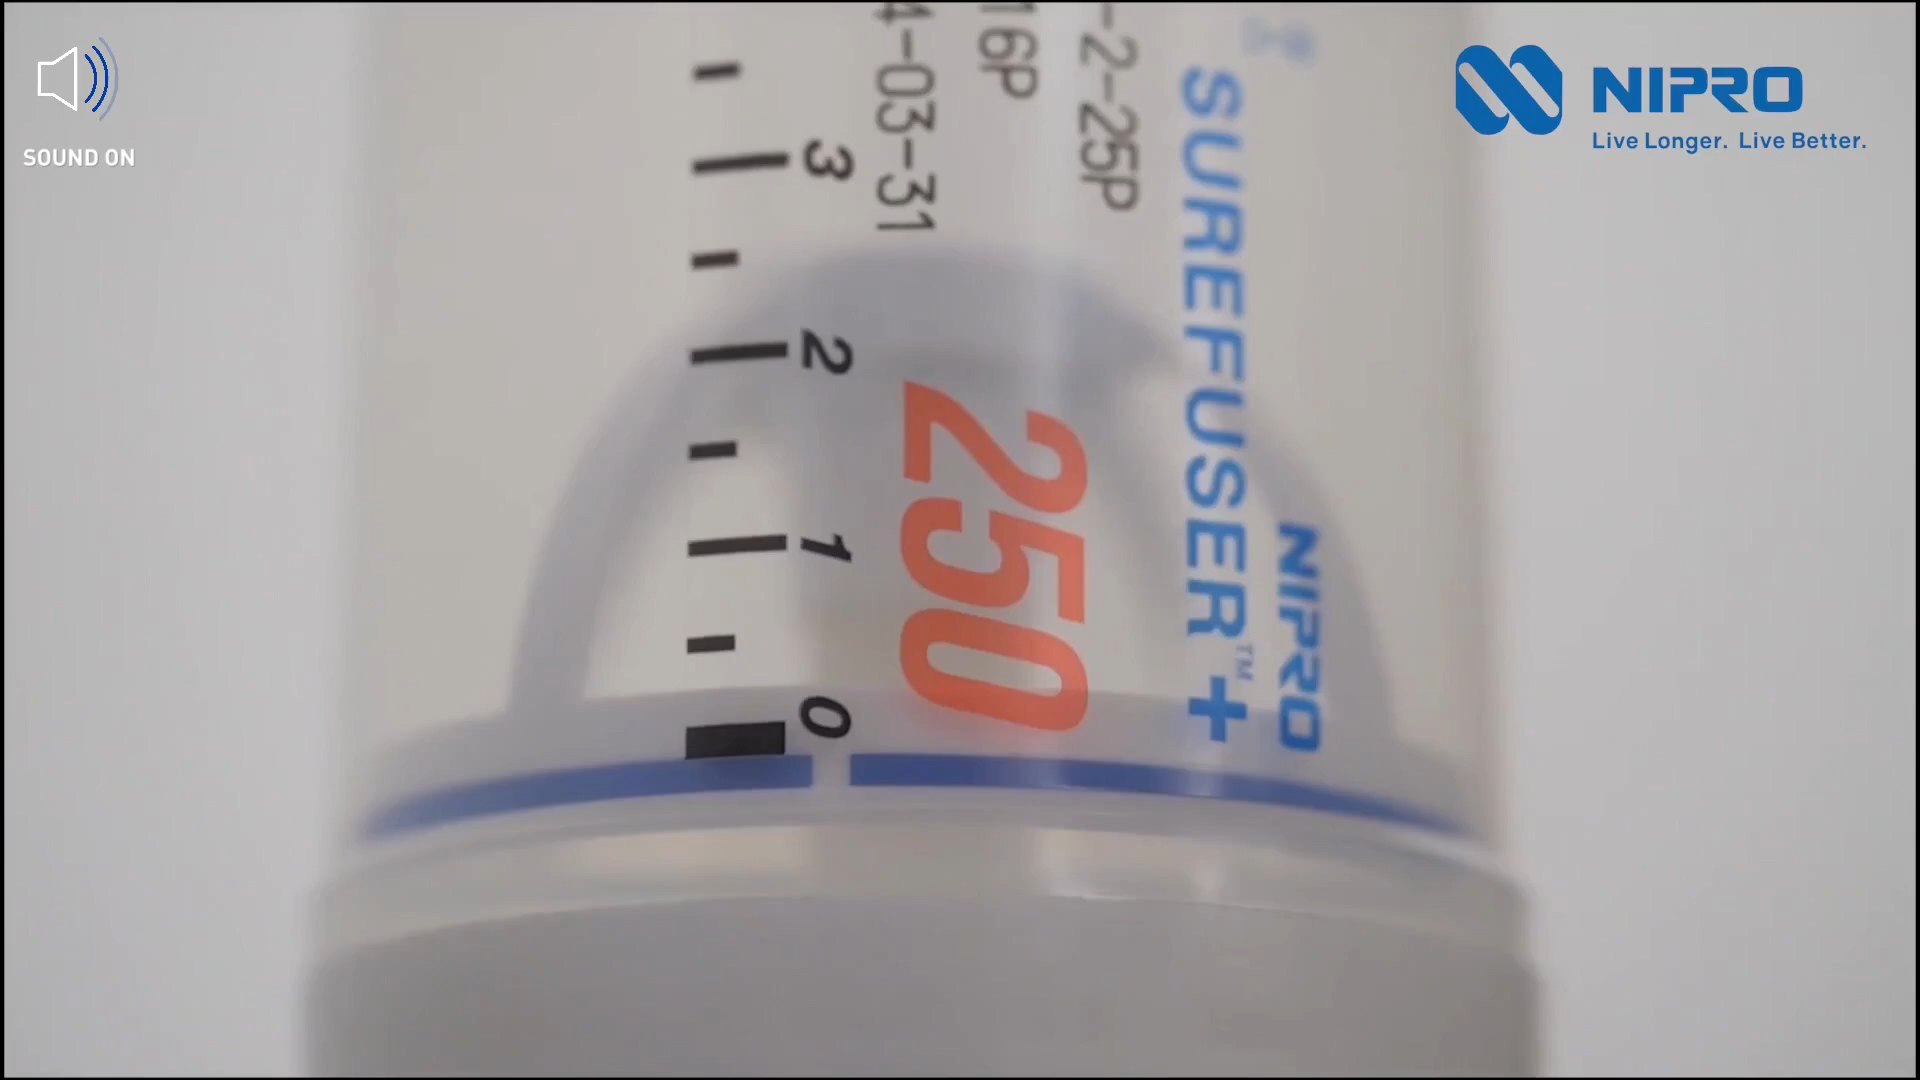 SOUND ON
NIPRO
Live Longer. Live Better.
3
2
1
0
4-03-31
16P
-2-25P
250
SUREFUSER™+
NIPRO